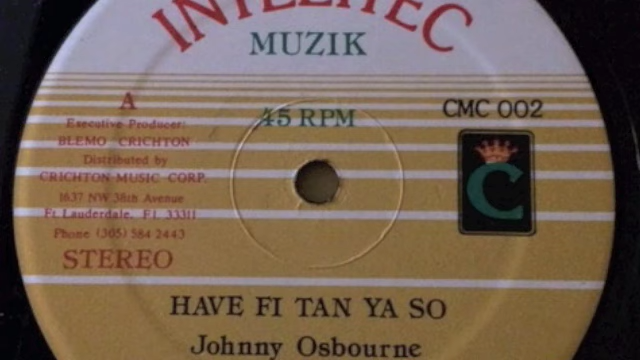 INTELITEC
MUZIK
A
45 RPM
CMC 002
Executive Producer:
BLEMO CRICHTON
Distributed by
CRICHTON MUSIC CORP.
1637 NW 38th Avenue
Ft. Lauderdale, Fl 33311
Phone (305) 584 2443
STEREO
C
HAVE FI TAN YA SO
Johnny Osbourne